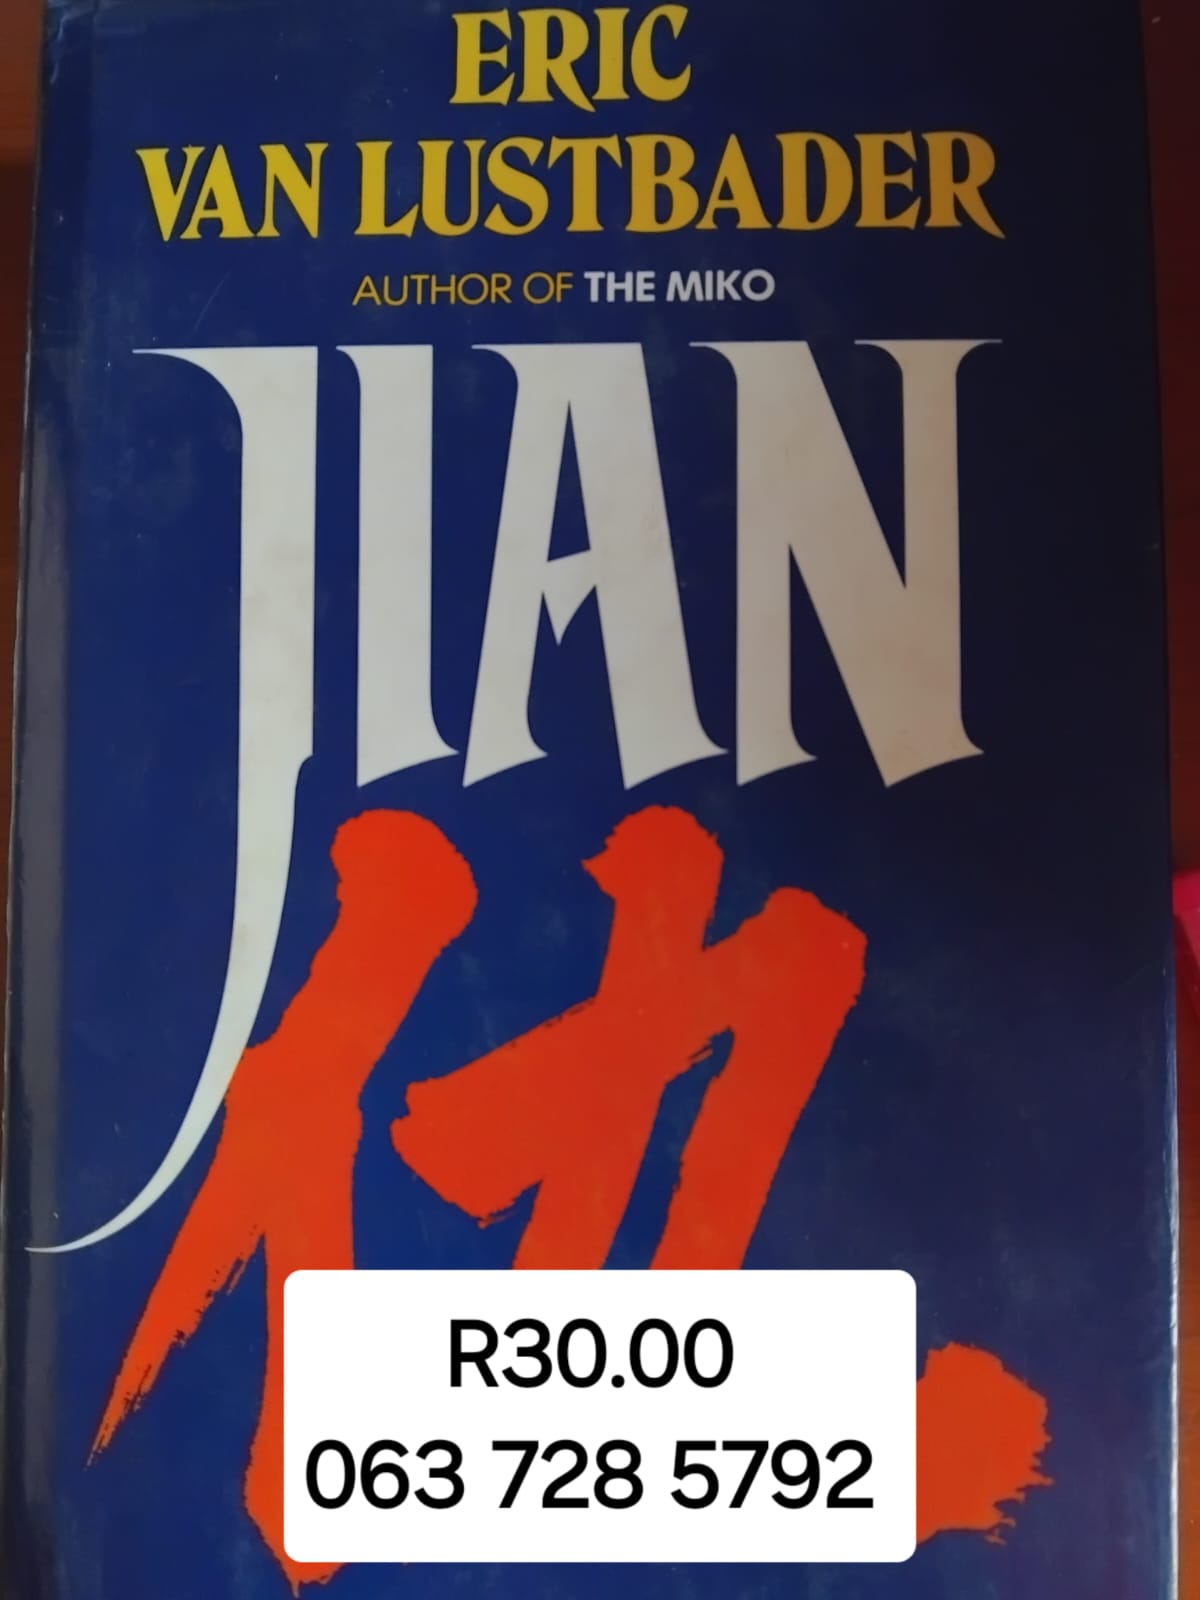 ERIC
VAN LUSTBADER
AUTHOR OF THE MIKO
JIAN
R30.00
063 728 5792